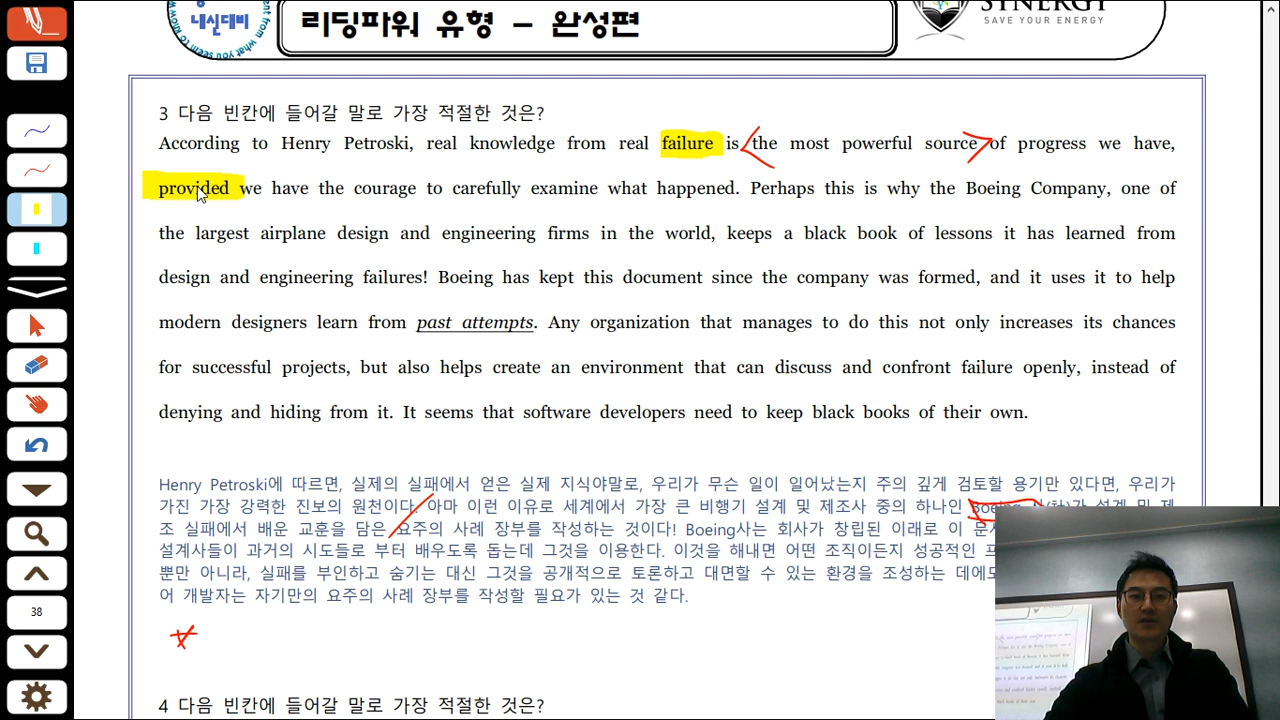 내신대비
리딩파워 유형 - 완성편
SYNERGY
SAVE YOUR ENERGY
3 다음 빈칸에 들어갈 말로 가장 적절한 것은?
According to Henry Petroski, real knowledge from real failure is the most powerful source of progress we have,
provided we have the courage to carefully examine what happened. Perhaps this is why the Boeing Company, one of
the largest airplane design and engineering firms in the world, keeps a black book of lessons it has learned from
design and engineering failures! Boeing has kept this document since the company was formed, and it uses it to help
modern designers learn from past attempts. Any organization that manages to do this not only increases its chances
for successful projects, but also helps create an environment that can discuss and confront failure openly, instead of
denying and hiding from it. It seems that software developers need to keep black books of their own.
Henry Petroski에 따르면, 실제의 실패에서 얻은 실제 지식야말로, 우리가 무슨 일이 일어났는지 주의 깊게 검토할 용기만 있다면, 우리가
가진 가장 강력한 진보의 원천이다. 아마 이런 이유로 세계에서 가장 큰 비행기 설계 및 제조사 중의 하나인 Boeing 사(社)가 설계 및 제
조 실패에서 배운 교훈을 담은 요주의 사례 장부를 작성하는 것이다! Boeing사는 회사가 창립된 이래로 이
설계사들이 과거의 시도들로 부터 배우도록 돕는데 그것을 이용한다. 이것을 해내면 어떤 조직이든지 성공적인
뿐만 아니라, 실패를 부인하고 숨기는 대신 그것을 공개적으로 토론하고 대면할 수 있는 환경을 조성하는 데에도
어 개발자는 자기만의 요주의 사례 장부를 작성할 필요가 있는 것 같다.
4 다음 빈칸에 들어갈 말로 가장 적절한 것은?
38